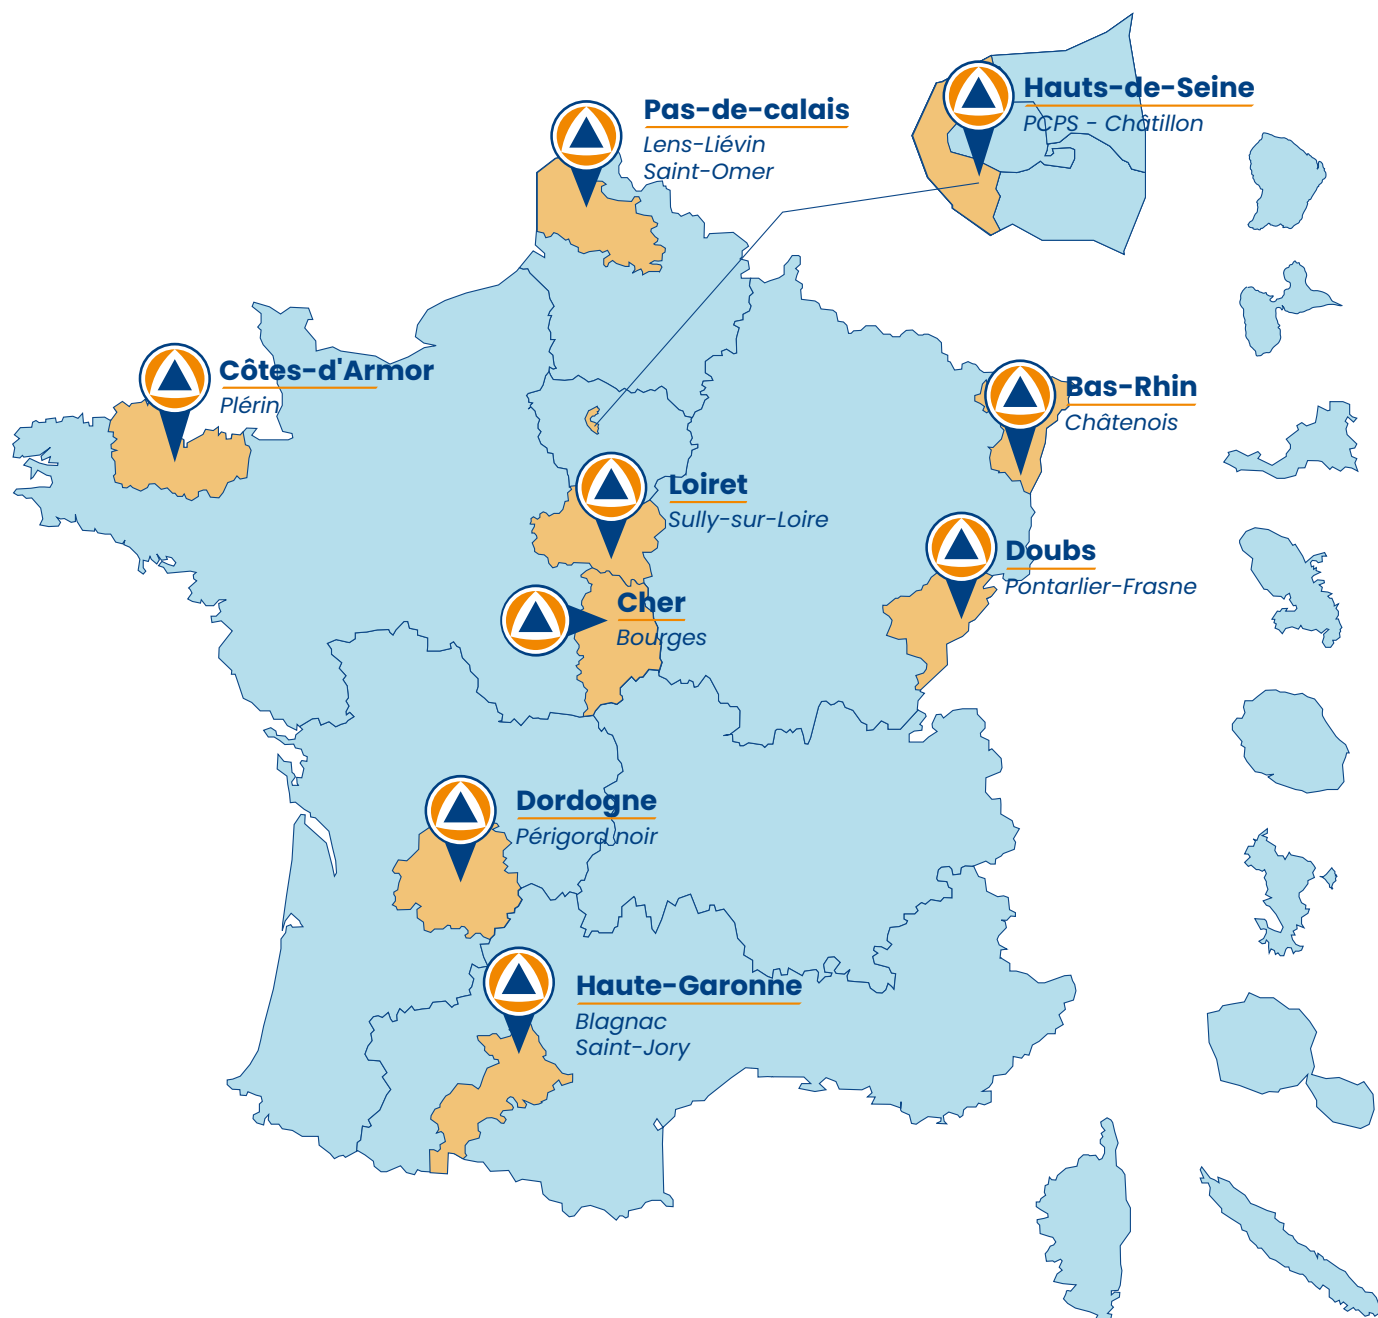 Hauts-de-Seine
PCPS - Châtillon
Pas-de-calais
Lens-Liévin
Saint-Omer
Côtes-d'Armor
Plérin
Bas-Rhin
Châtenois
Loiret
Sully-sur-Loire
Doubs
Pontarlier-Frasne
Cher
Bourges
Dordogne
Périgord noir
Haute-Garonne
Blagnac
Saint-Jory